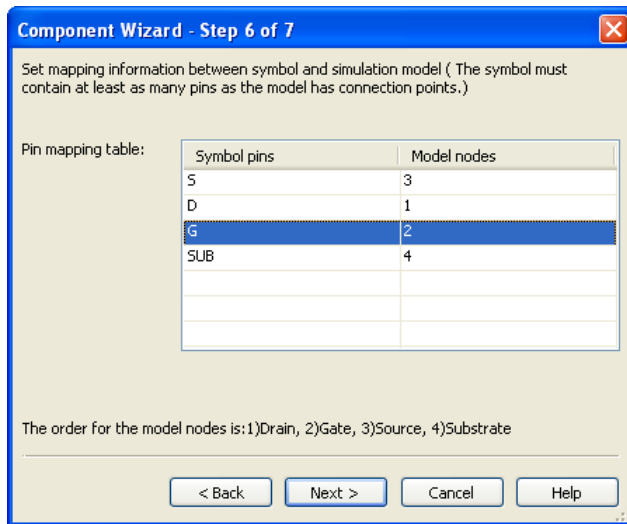 Component Wizard - Step 6 of 7
Set mapping information between symbol and simulation model ( The symbol must
contain at least as many pins as the model has connection points.)
Pin mapping table:
Symbol pins Model nodes
S 3
D 1
G 2
SUB 4
The order for the model nodes is:1)Drain, 2)Gate, 3)Source, 4)Substrate
< Back Next > Cancel Help